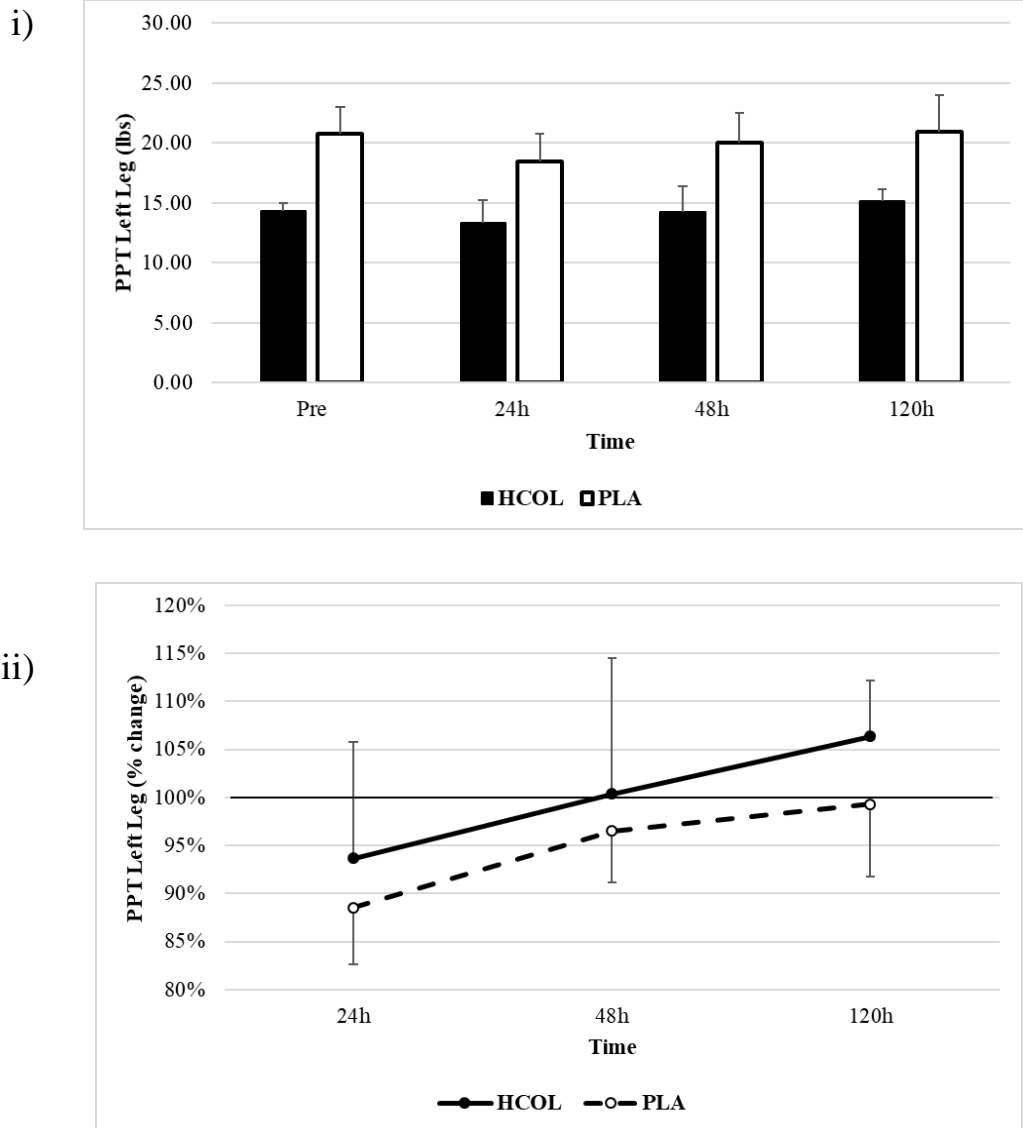 i)
30.00
25.00
20.00
15.00
10.00
5.00
0.00
PPT Left Leg (lbs)
Pre 24h 48h 120h
Time
HCOL PLA
ii)
120%
115%
110%
105%
100%
95%
90%
85%
80%
PPT Left Leg (% change)
24h 48h 120h
Time
HCOL PLA